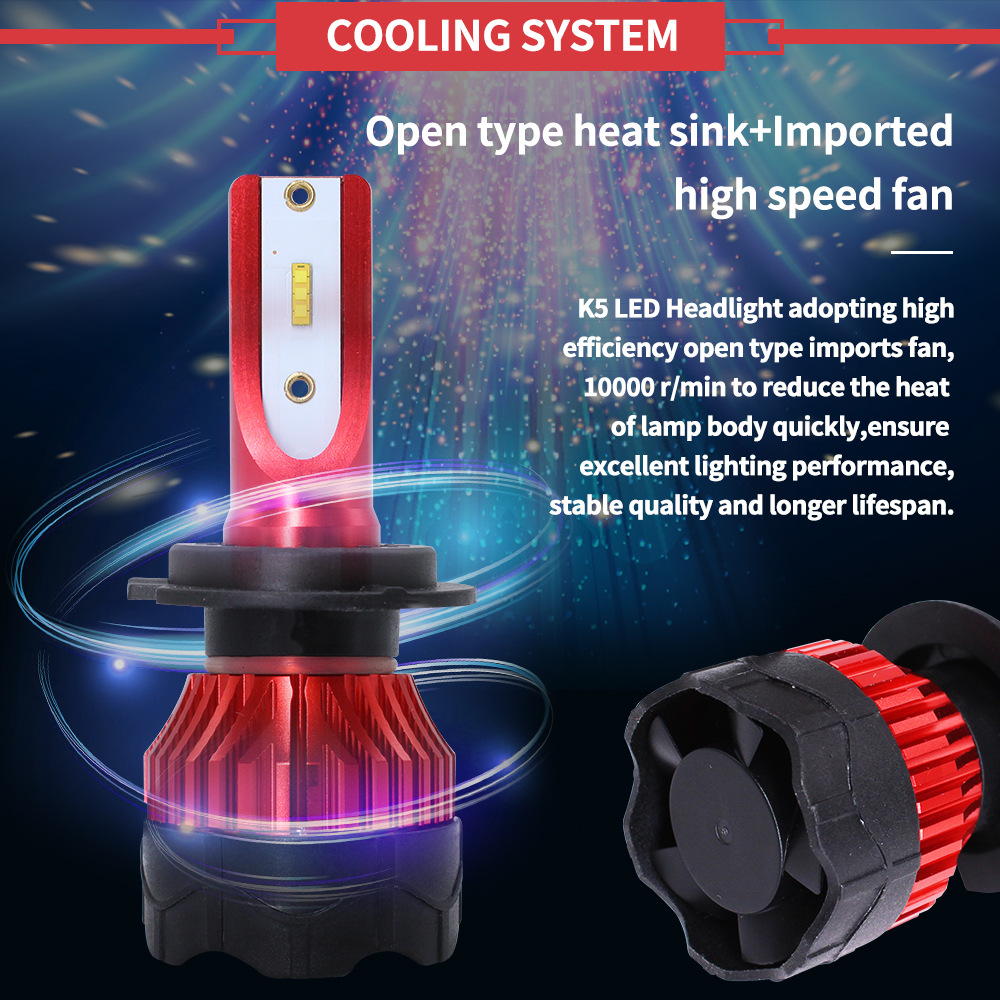 COOLING SYSTEM
Open type heat sink+Imported
high speed fan
K5 LED Headlight adopting high
efficiency open type imports fan,
10000 r/min to reduce the heat
of lamp body quickly,ensure
excellent lighting performance,
stable quality and longer lifespan.